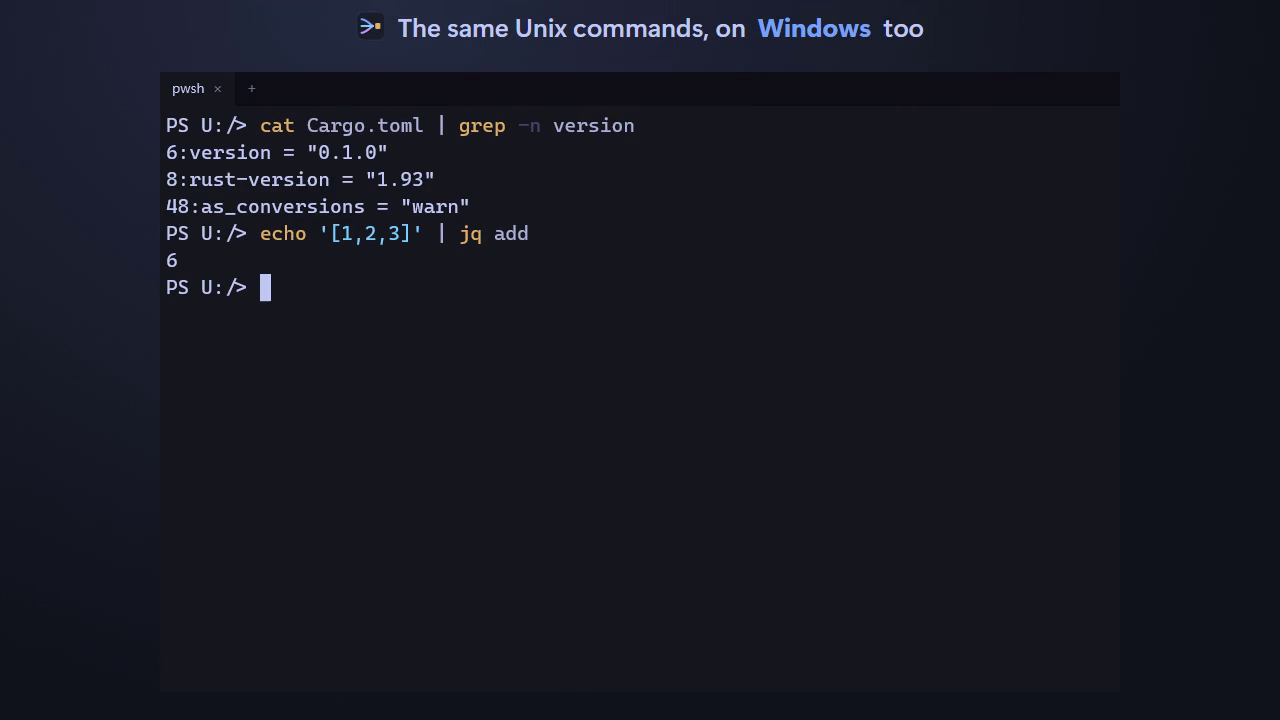 The same Unix commands, on Windows too
pwsh × +
PS U:/> cat Cargo.toml | grep -n version
6:version = "0.1.0"
8:rust-version = "1.93"
48:as_conversions = "warn"
PS U:/> echo '[1,2,3]' | jq add
6
PS U:/>